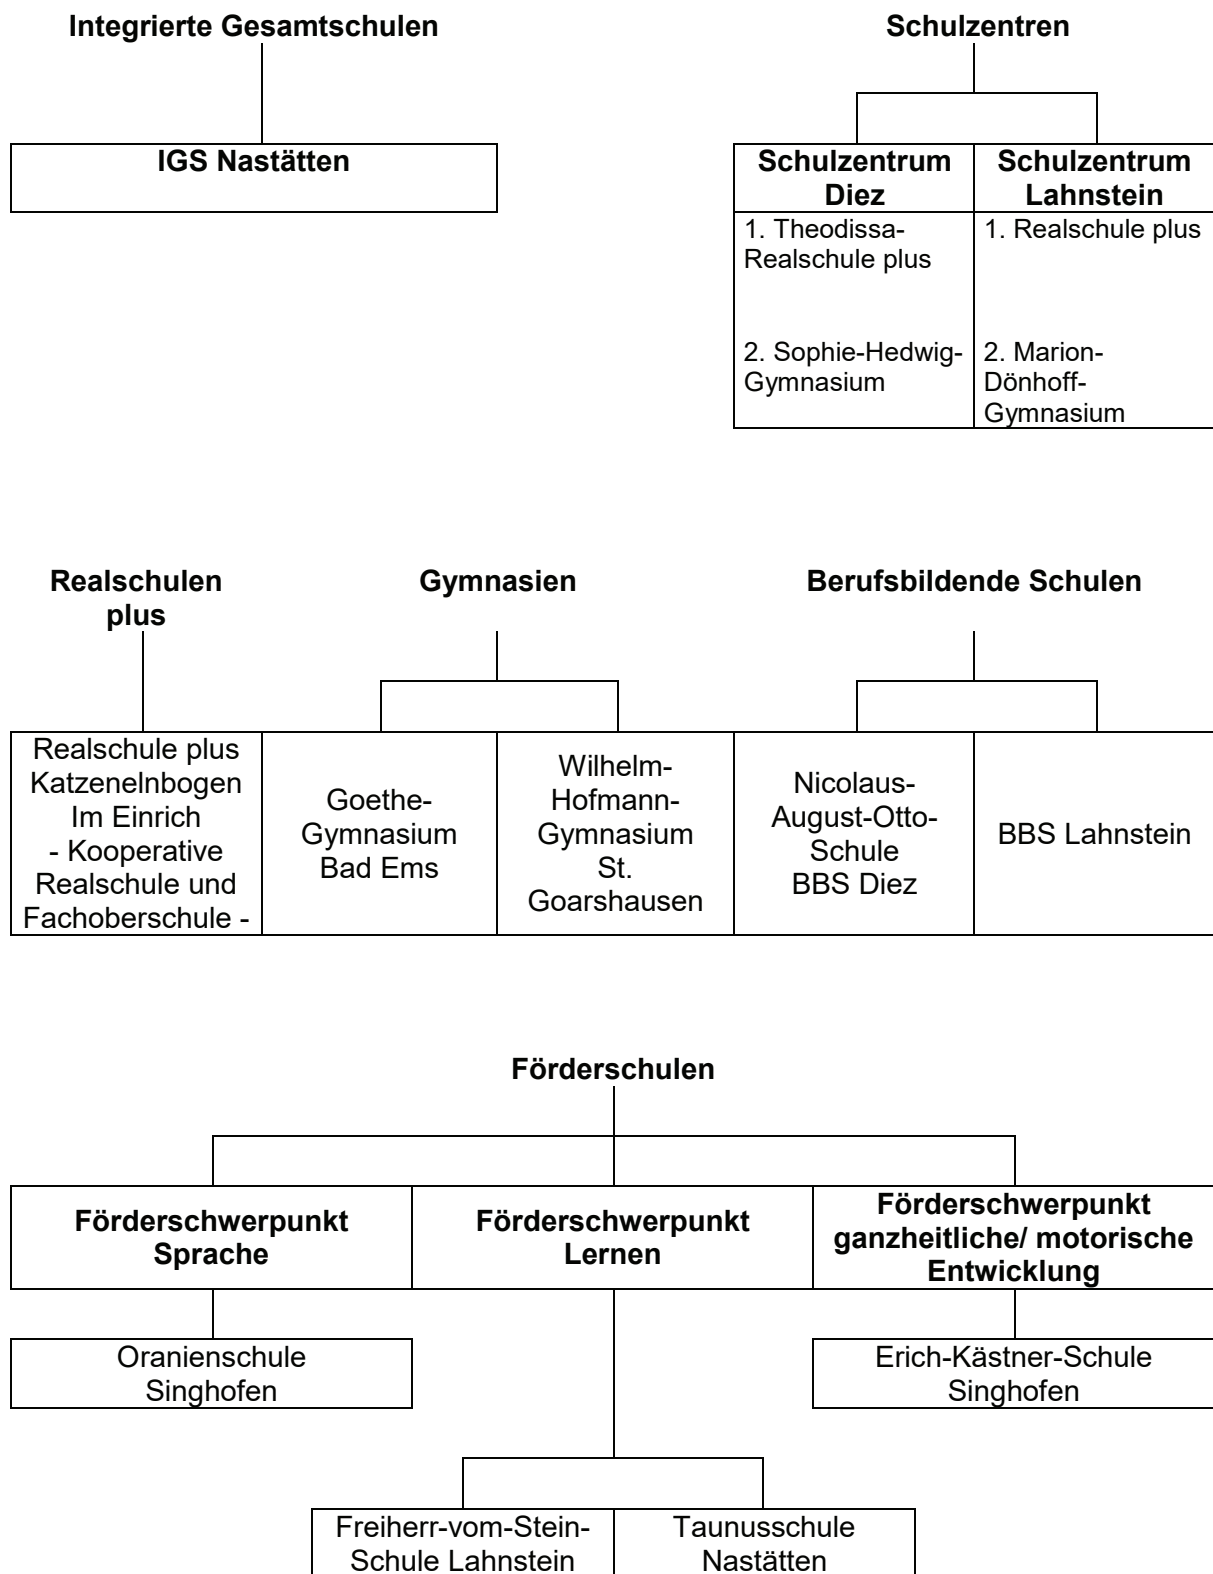 Integrierte Gesamtschulen
IGS Nastätten
Schulzentren
Schulzentrum
Diez
1. Theodissa-
Realschule plus
2. Sophie-Hedwig-
Gymnasium
Schulzentrum
Lahnstein
1. Realschule plus
2. Marion-
Dönhoff-
Gymnasium
Realschulen
plus
Realschule plus
Katzenelnbogen
Im Einrich
- Kooperative
Realschule und
Fachoberschule -
Gymnasien
Goethe-
Gymnasium
Bad Ems
Wilhelm-
Hofmann-
Gymnasium
St.
Goarshausen
Berufsbildende Schulen
Nicolaus-
August-Otto-
Schule
BBS Diez
BBS Lahnstein
Förderschulen
Förderschwerpunkt
Sprache
Oranienschule
Singhofen
Förderschwerpunkt
Lernen
Freiherr-vom-Stein-
Schule Lahnstein
Taunusschule
Nastätten
Förderschwerpunkt
ganzheitliche/ motorische
Entwicklung
Erich-Kästner-Schule
Singhofen